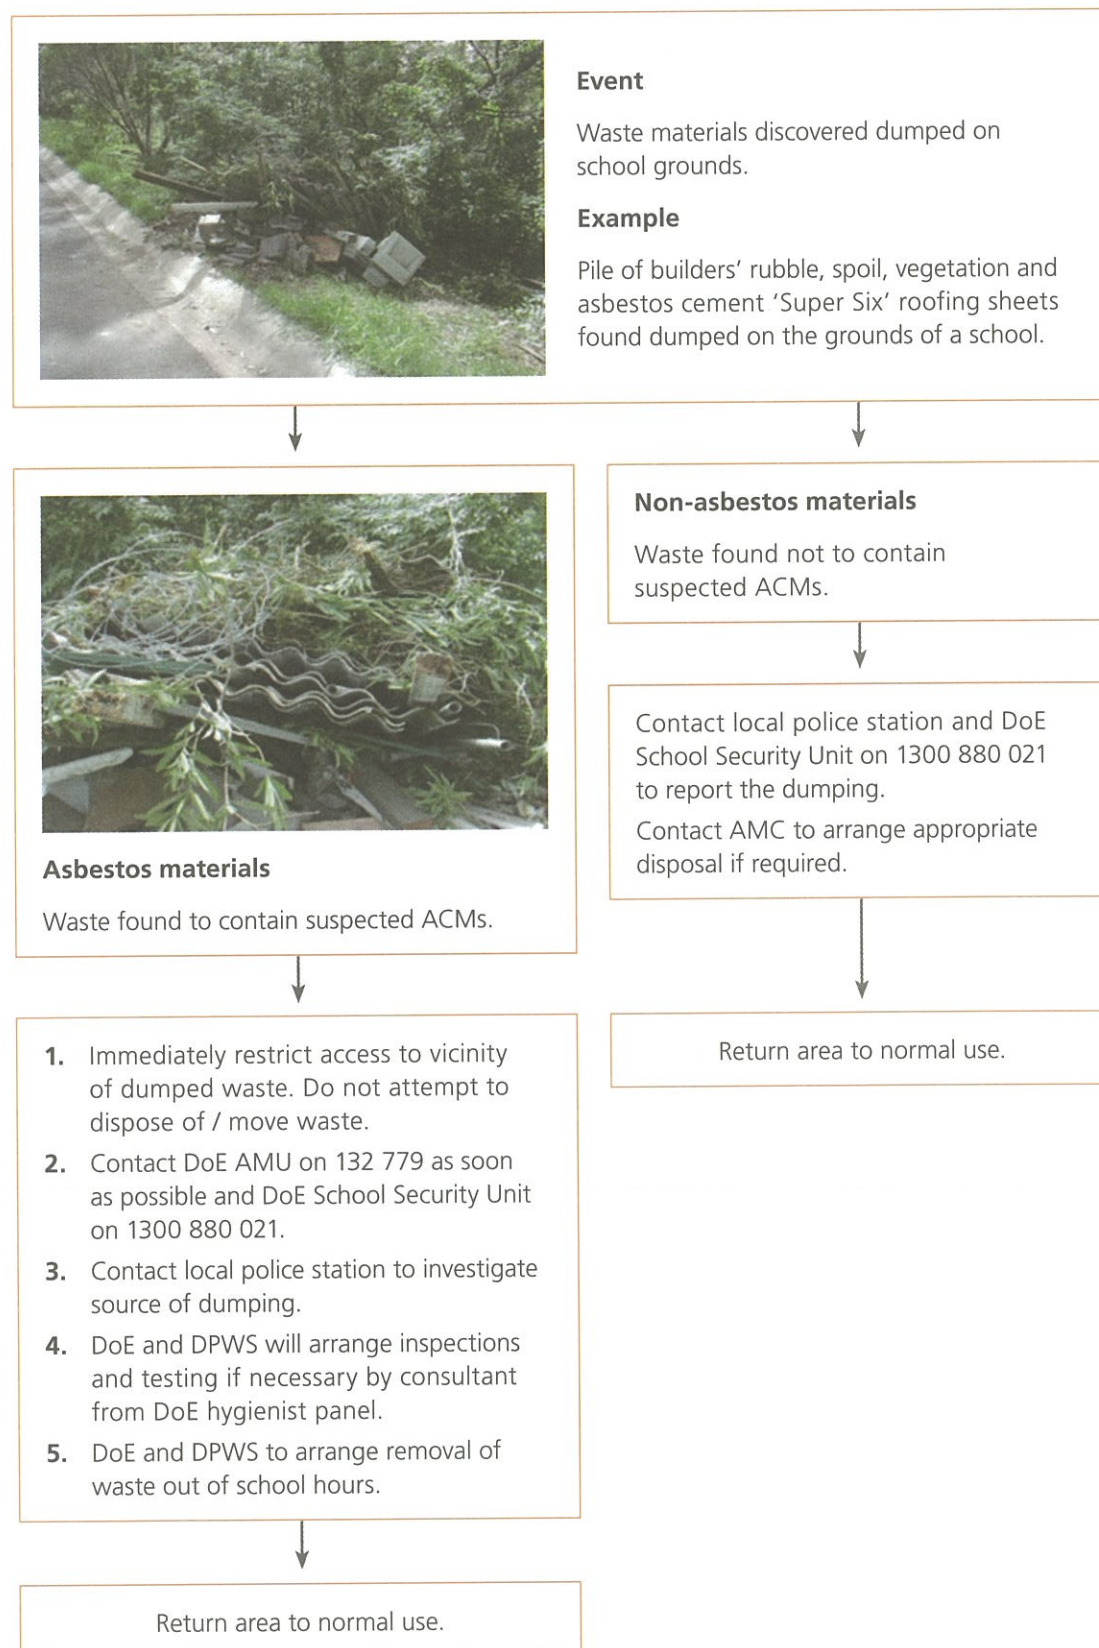 Event
Waste materials discovered dumped on
school grounds.
Example
Pile of builders’ rubble, spoil, vegetation and
asbestos cement ‘Super Six’ roofing sheets
found dumped on the grounds of a school.
Asbestos materials
Waste found to contain suspected ACMs.
1. Immediately restrict access to vicinity
of dumped waste. Do not attempt to
dispose of / move waste.
2. Contact DoE AMU on 132 779 as soon
as possible and DoE School Security Unit
on 1300 880 021.
3. Contact local police station to investigate
source of dumping.
4. DoE and DPWS will arrange inspections
and testing if necessary by consultant
from DoE hygienist panel.
5. DoE and DPWS to arrange removal of
waste out of school hours.
Return area to normal use.
Non-asbestos materials
Waste found not to contain
suspected ACMs.
Contact local police station and DoE
School Security Unit on 1300 880 021
to report the dumping.
Contact AMC to arrange appropriate
disposal if required.
Return area to normal use.